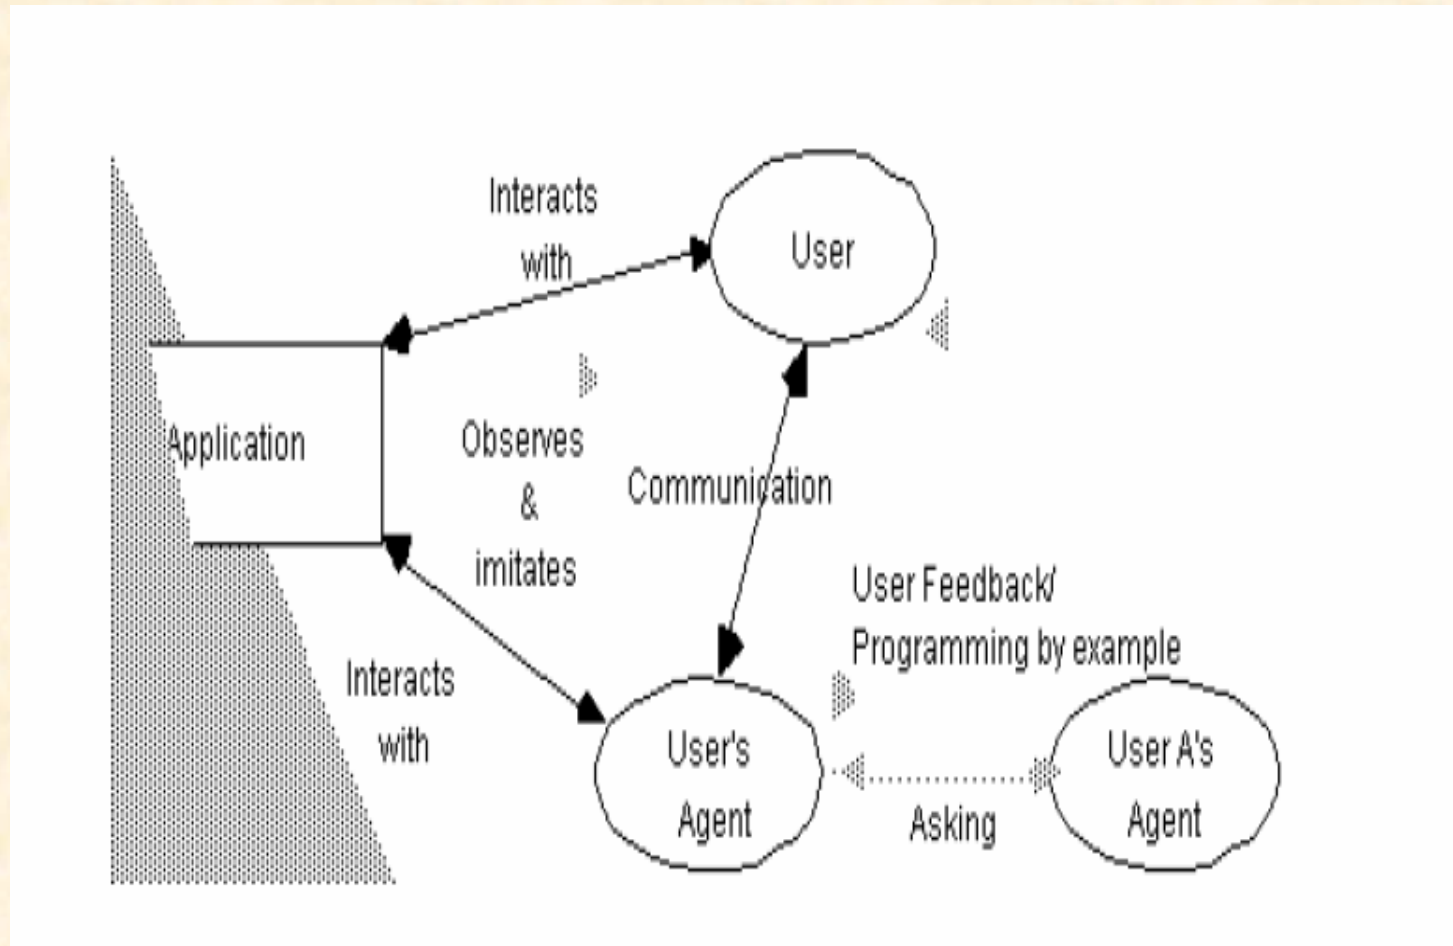 Interacts
with
User
Application
Observes
&
imitates
Communication
User Feedback/
Programming by example
Interacts
with
User's
Agent
Asking
User A's
Agent